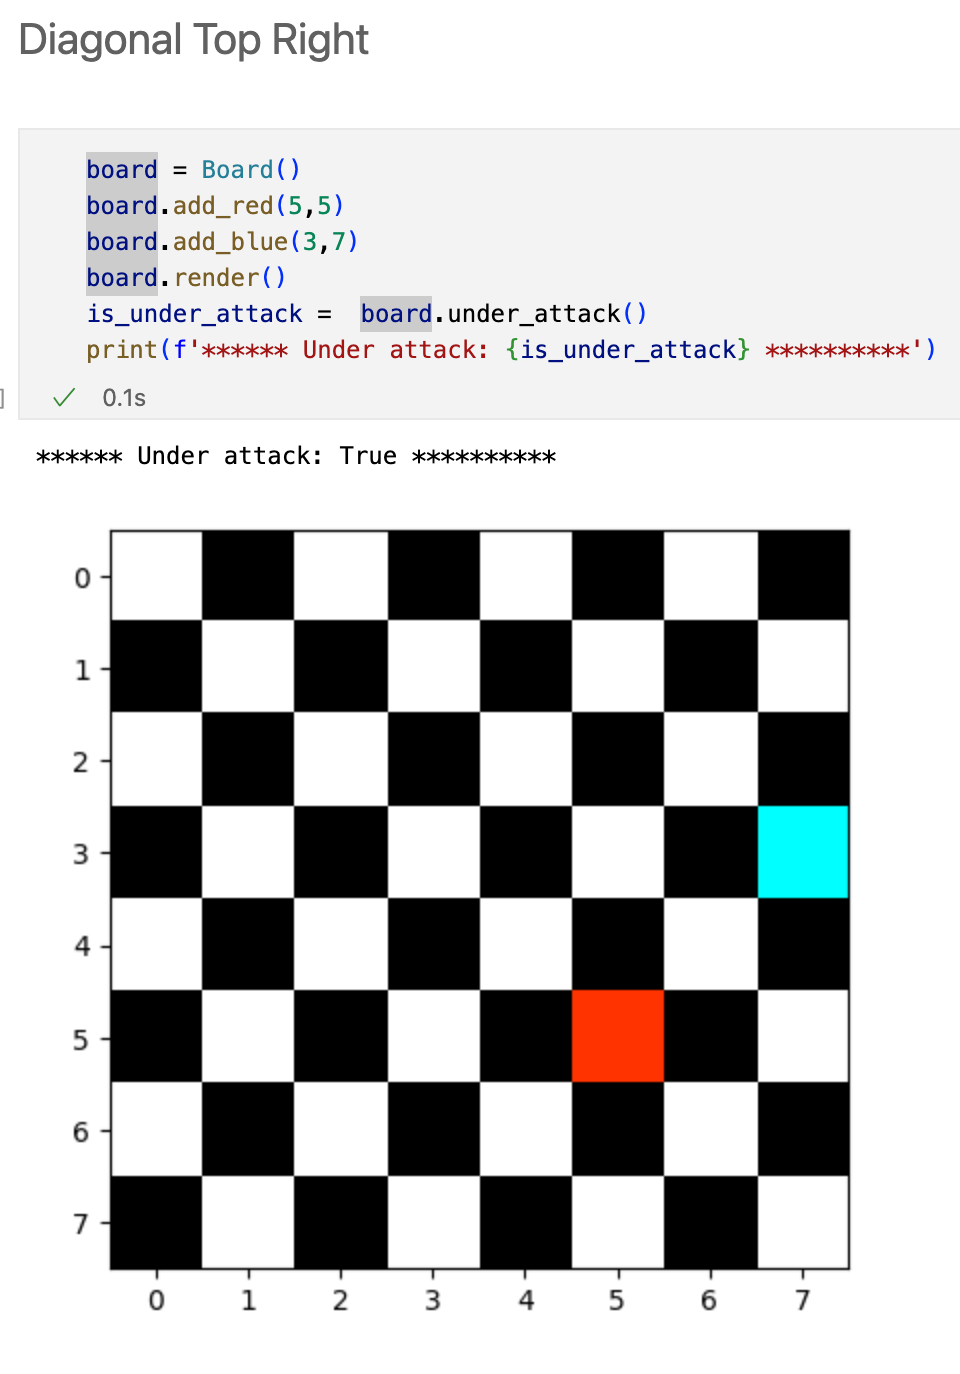 Diagonal Top Right
board = Board()
board.add_red(5,5)
board.add_blue(3,7)
board.render()
is_under_attack =  board.under_attack()
print(f'****** Under attack: {is_under_attack} **********')
]
✓ 0.1s
****** Under attack: True **********
0
1
2
3
4
5
6
7
0 1 2 3 4 5 6 7